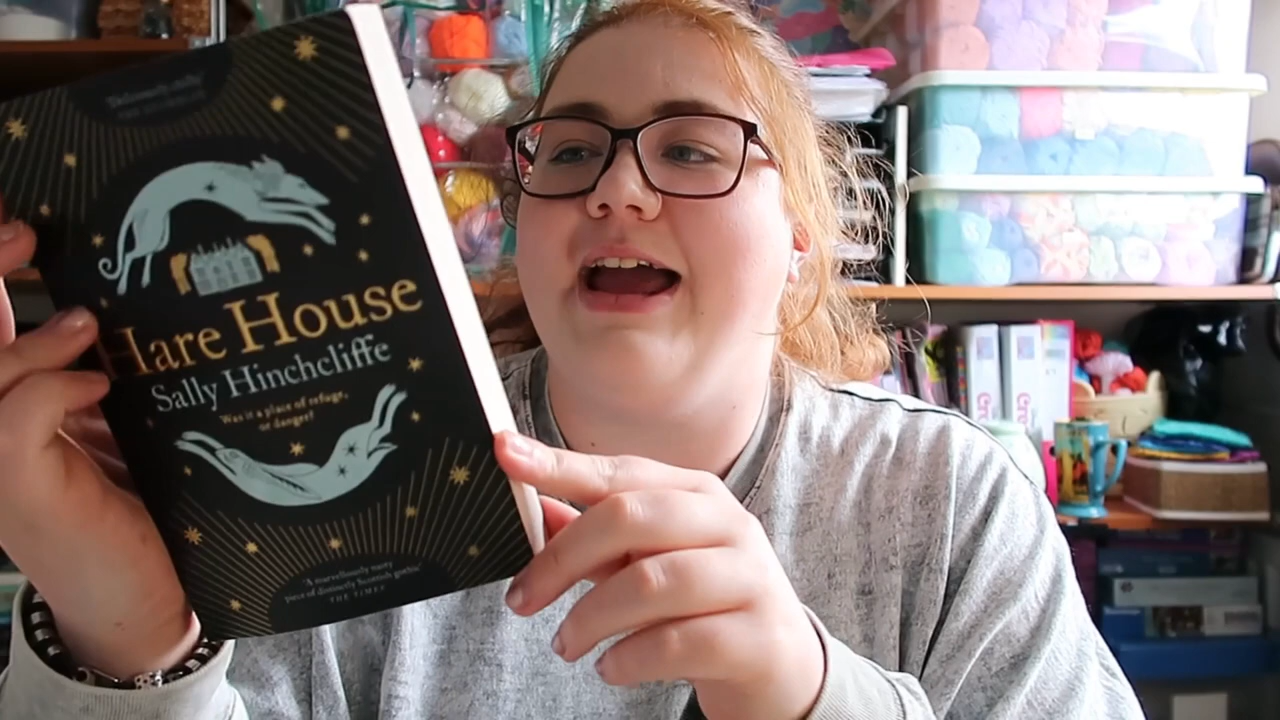 Hare House
Sally Hinchcliffe
Was it a place of refuge,
or danger?
'A marvellously nasty
piece of distinctly Scottish gothic'
THE TIMES